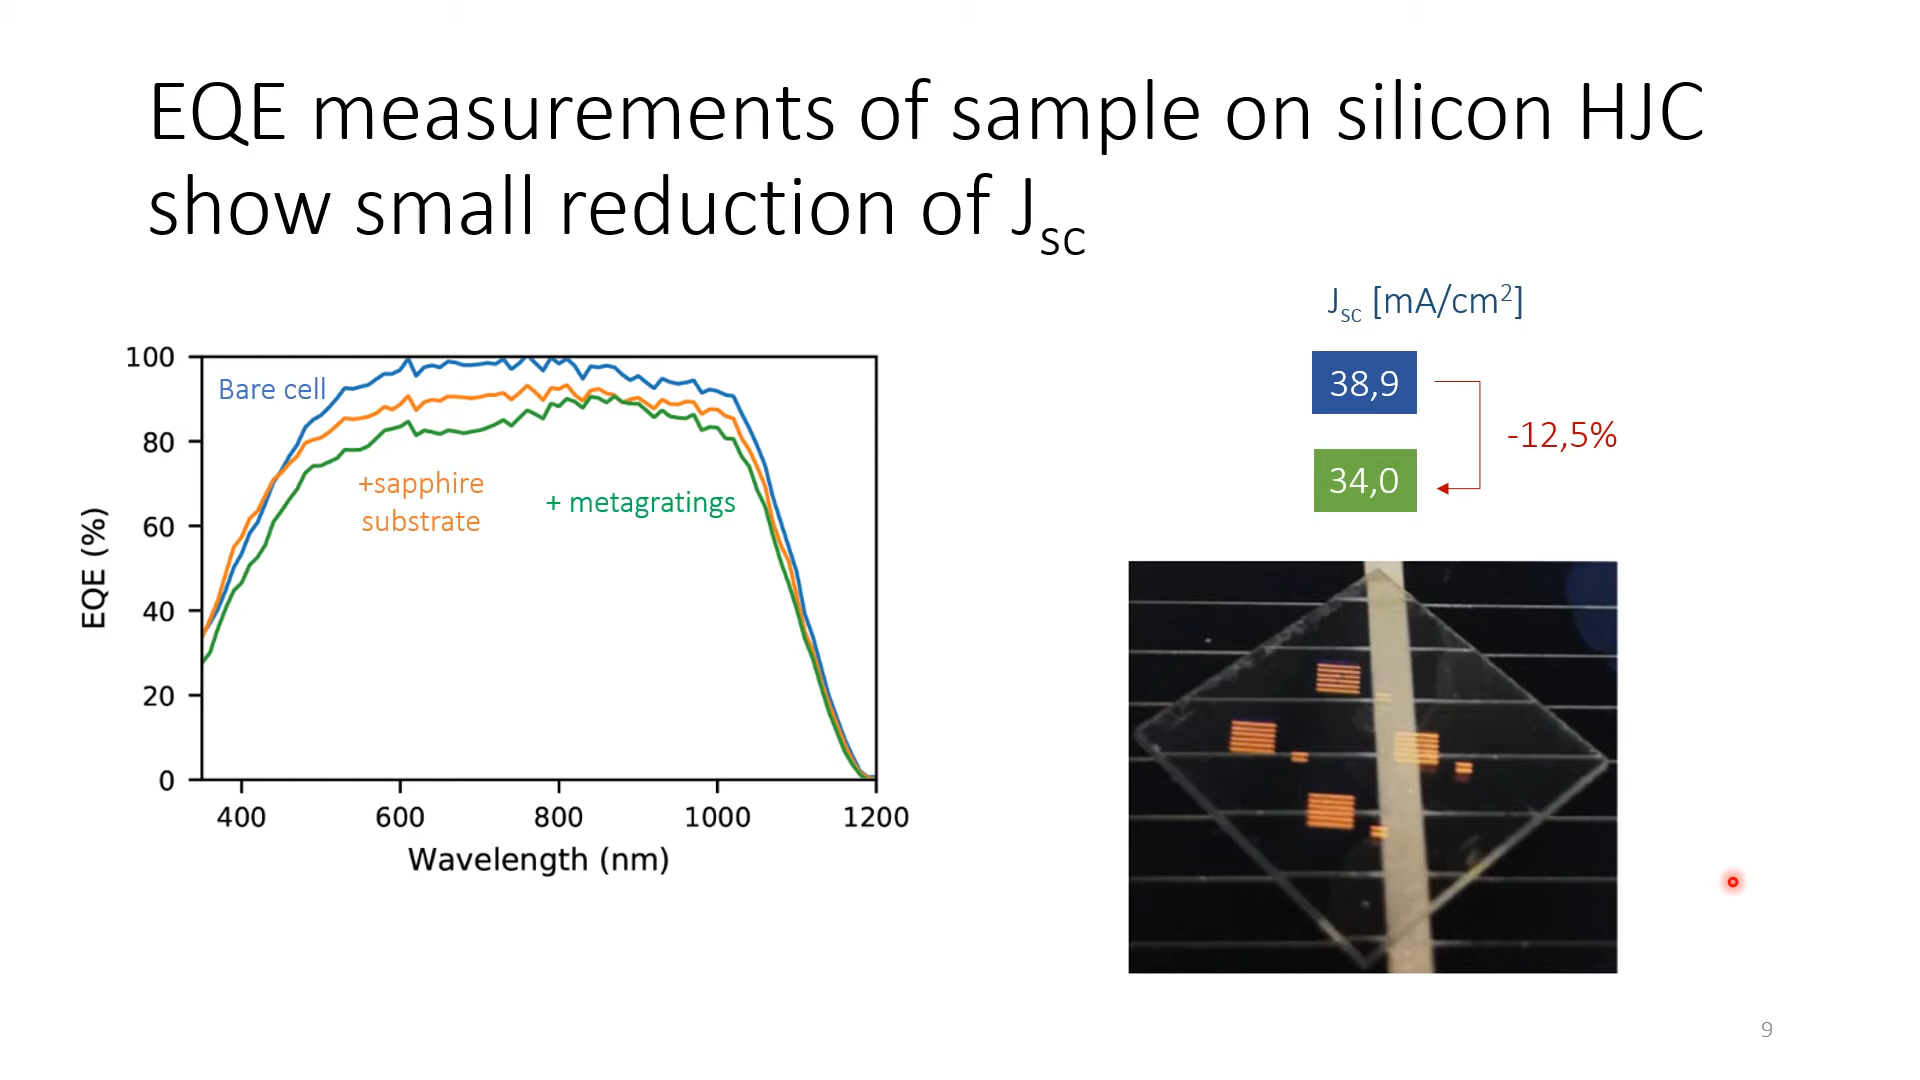 EQE measurements of sample on silicon HJC
show small reduction of Jsc
Jsc [mA/cm²]
38,9
-12,5%
34,0
100
80
60
40
20
0
EQE (%)
Bare cell
+sapphire
substrate
+ metagratings
400 600 800 1000 1200
Wavelength (nm)
9